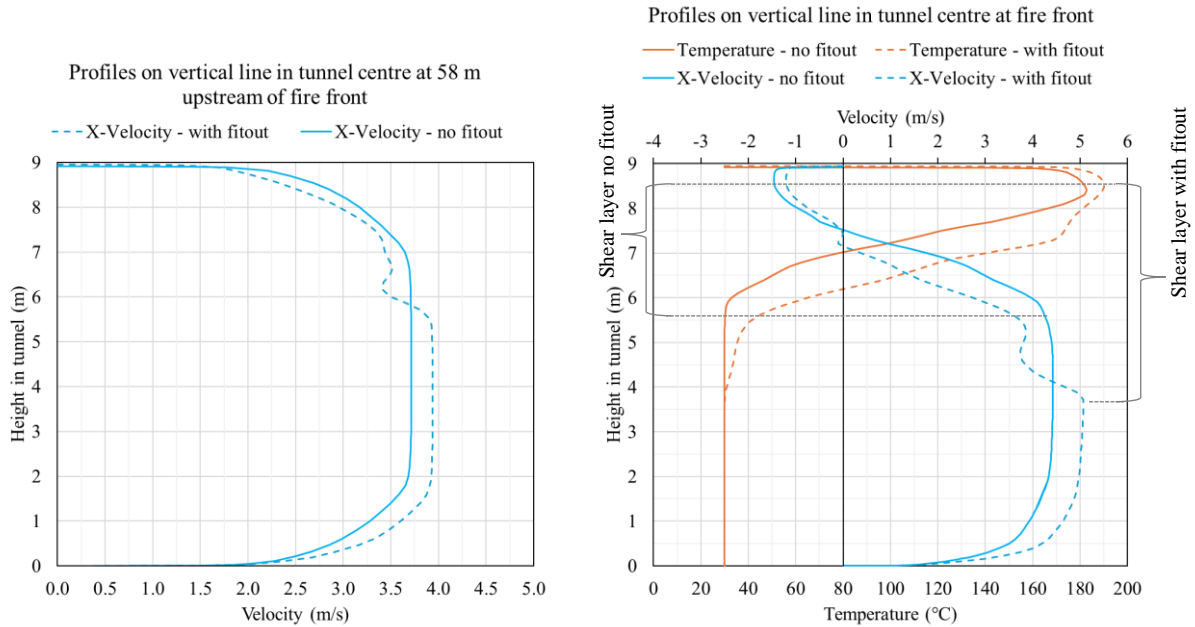 Profiles on vertical line in tunnel centre at 58 m
upstream of fire front
X-Velocity - with fitout X-Velocity - no fitout
Height in tunnel (m)
9
8
7
6
5
4
3
2
1
0
0.0 0.5 1.0 1.5 2.0 2.5 3.0 3.5 4.0 4.5 5.0
Velocity (m/s)
Profiles on vertical line in tunnel centre at fire front
Temperature - no fitout Temperature - with fitout
X-Velocity - no fitout X-Velocity - with fitout
Velocity (m/s)
-4 -3 -2 -1 0 1 2 3 4 5 6
Shear layer no fitout
Height in tunnel (m)
9
8
7
6
5
4
3
2
1
0
Shear layer with fitout
0 20 40 60 80 100 120 140 160 180 200
Temperature (°C)